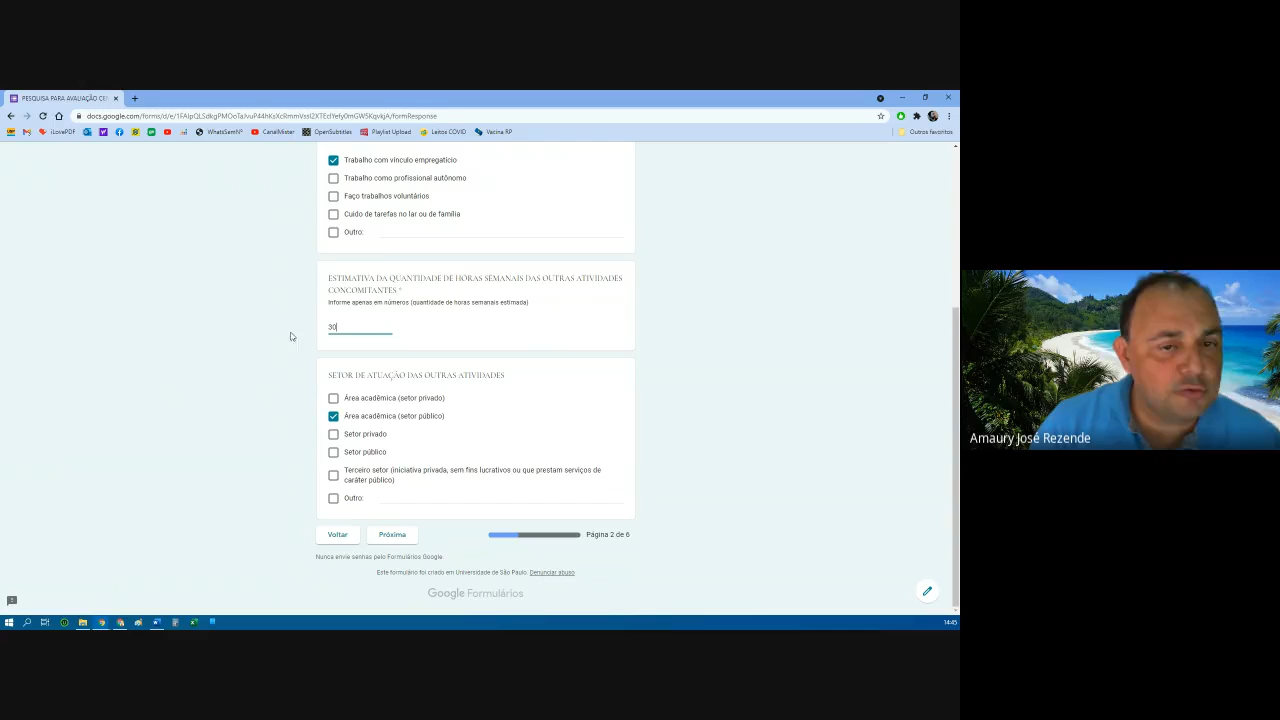 PESQUISA PARA AVALIAÇÃO CEN
docs.google.com/forms/d/e/
/formResponse
iLovePDF
WhatsSemNº
CanalMister
OpenSubtitles
Playlist Upload
Leitos COVID
Vacina RP
Outros favoritos
Trabalho com vínculo empregatício
Trabalho como profissional autônomo
Faço trabalhos voluntários
Cuido de tarefas no lar ou de família
Outro:
ESTIMATIVA DA QUANTIDADE DE HORAS SEMANAIS DAS OUTRAS ATIVIDADES
CONCOMITANTES *
Informe apenas em números (quantidade de horas semanais estimada)
30
SETOR DE ATUAÇÃO DAS OUTRAS ATIVIDADES
Área acadêmica (setor privado)
Área acadêmica (setor público)
Setor privado
Setor público
Terceiro setor (iniciativa privada, sem fins lucrativos ou que prestam serviços de
caráter público)
Outro:
Voltar
Próxima
Página 2 de 6
Nunca envie senhas pelo Formulários Google.
Este formulário foi criado em Universidade de São Paulo. Denunciar abuso
Google Formulários
14:45
Amaury José Rezende